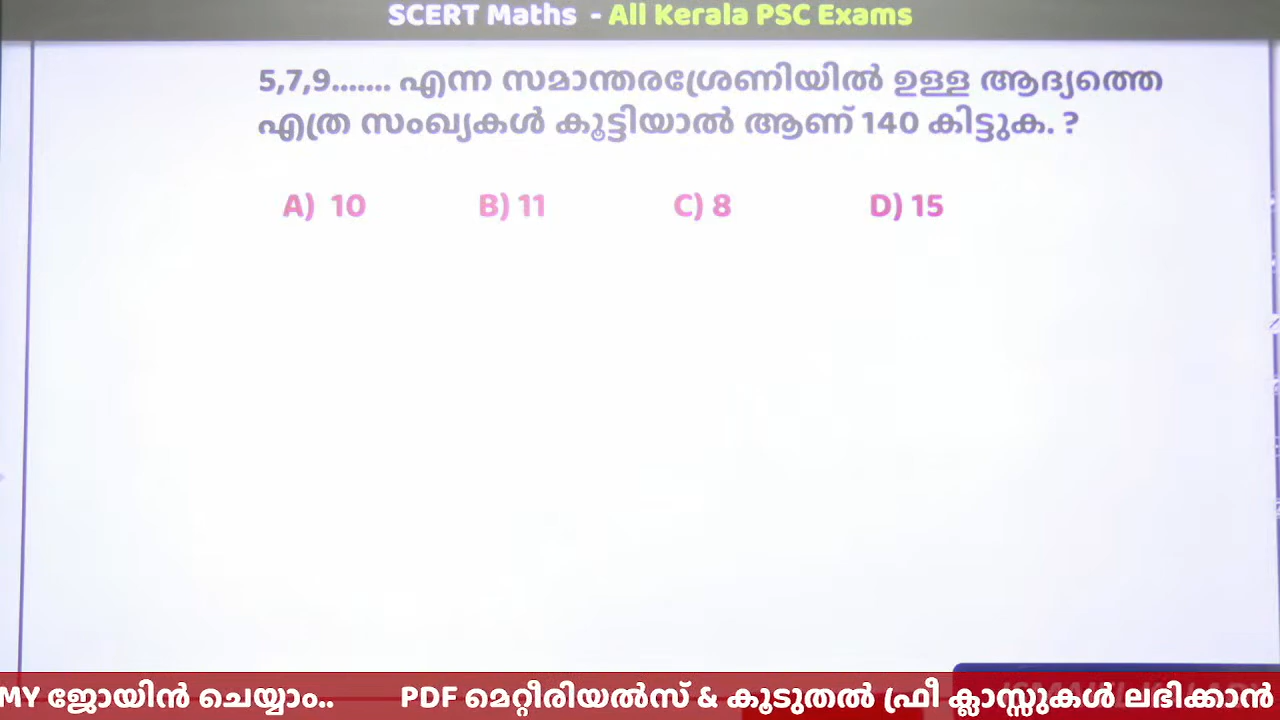 SCERT Maths - All Kerala PSC Exams
5,7,9....... എന്ന സമാന്തരശ്രേണിയിൽ ഉള്ള ആദ്യത്തെ
എത്ര സംഖ്യകൾ കൂട്ടിയാൽ ആണ് 140 കിട്ടുക. ?
A) 10 B) 11 C) 8 D) 15
MY ജോയിൻ ചെയ്യാം.. PDF മെറ്റീരിയൽസ് & കൂടുതൽ ഫ്രീ ക്ലാസ്സുകൾ ലഭിക്കാൻ